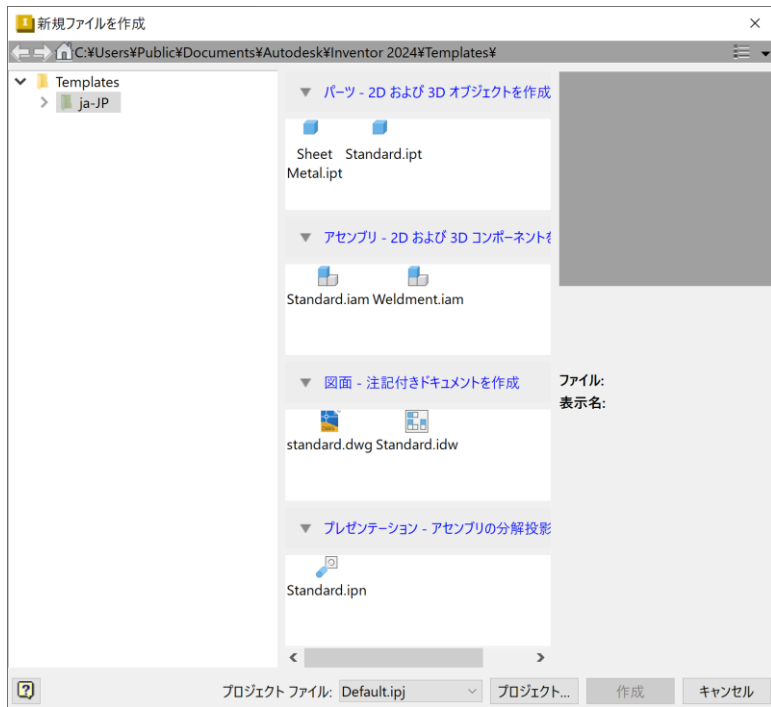 新規ファイルを作成
C:¥Users¥Public¥Documents¥Autodesk¥Inventor 2024¥Templates¥
Templates
ja-JP
パーツ - 2D および 3D オブジェクトを作成
Sheet Metal.ipt
Standard.ipt
アセンブリ - 2D および 3D コンポーネントを
Standard.iam
Weldment.iam
図面 - 注記付きドキュメントを作成
standard.dwg
Standard.idw
プレゼンテーション - アセンブリの分解投影
Standard.ipn
ファイル:
表示名:
プロジェクト ファイル:
Default.ipj
プロジェクト...
作成
キャンセル